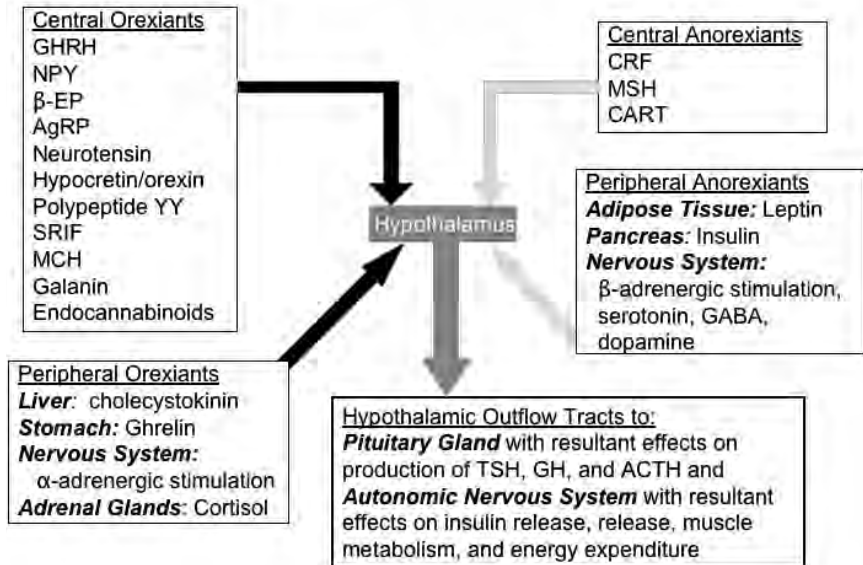 Central Orexiants
GHRH
NPY
β-EP
AgRP
Neurotensin
Hypocretin/orexin
Polypeptide YY
SRIF
MCH
Galanin
Endocannabinoids
Central Anorexiants
CRF
MSH
CART
Peripheral Anorexiants
Adipose Tissue: Leptin
Pancreas: Insulin
Nervous System:
β-adrenergic stimulation,
serotonin, GABA,
dopamine
Hypothalamus
Peripheral Orexiants
Liver: cholecystokinin
Stomach: Ghrelin
Nervous System:
α-adrenergic stimulation
Adrenal Glands: Cortisol
Hypothalamic Outflow Tracts to:
Pituitary Gland with resultant effects on
production of TSH, GH, and ACTH and
Autonomic Nervous System with resultant
effects on insulin release, release, muscle
metabolism, and energy expenditure